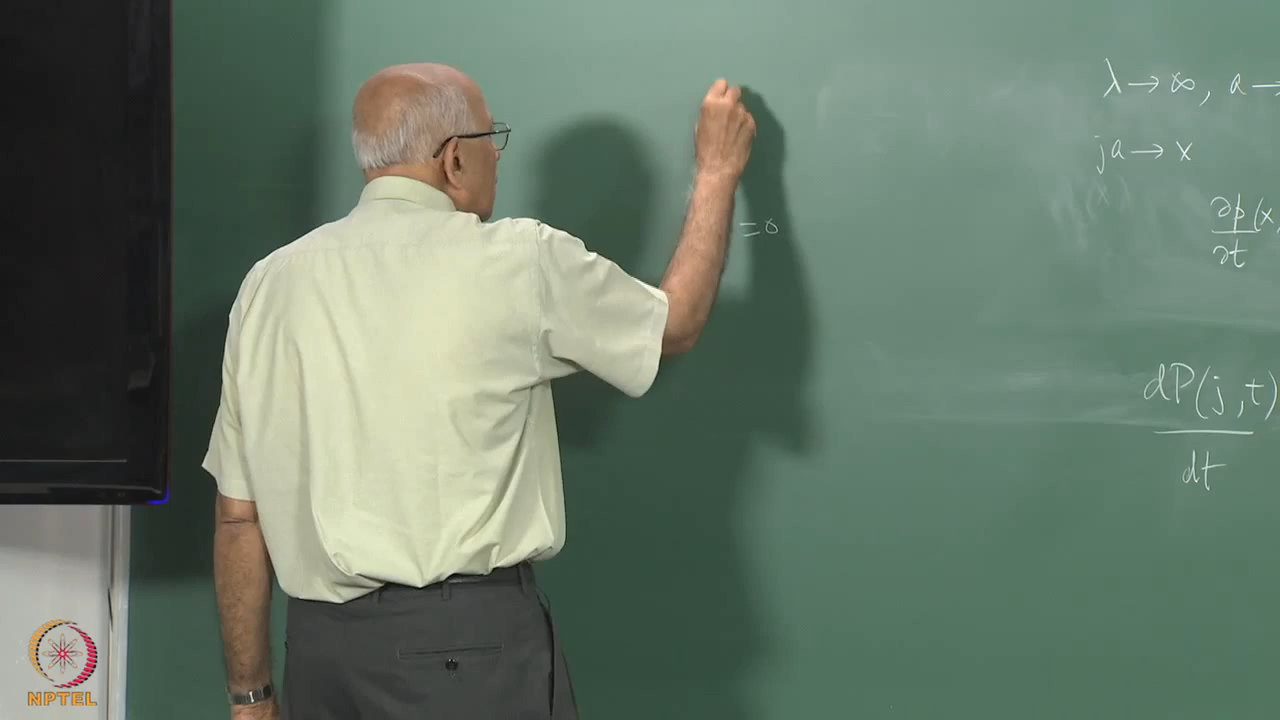 = 0
λ → ∞, a →
ja → x
∂p/∂t (x,
dP(j,t)/dt
NPTEL